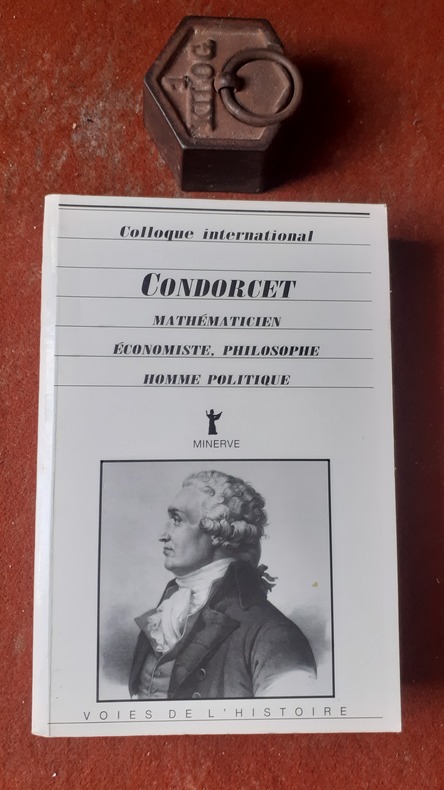 Colloque international
CONDORCET
MATHÉMATICIEN
ÉCONOMISTE, PHILOSOPHE
HOMME POLITIQUE
MINERVE
VOIES DE L'HISTOIRE